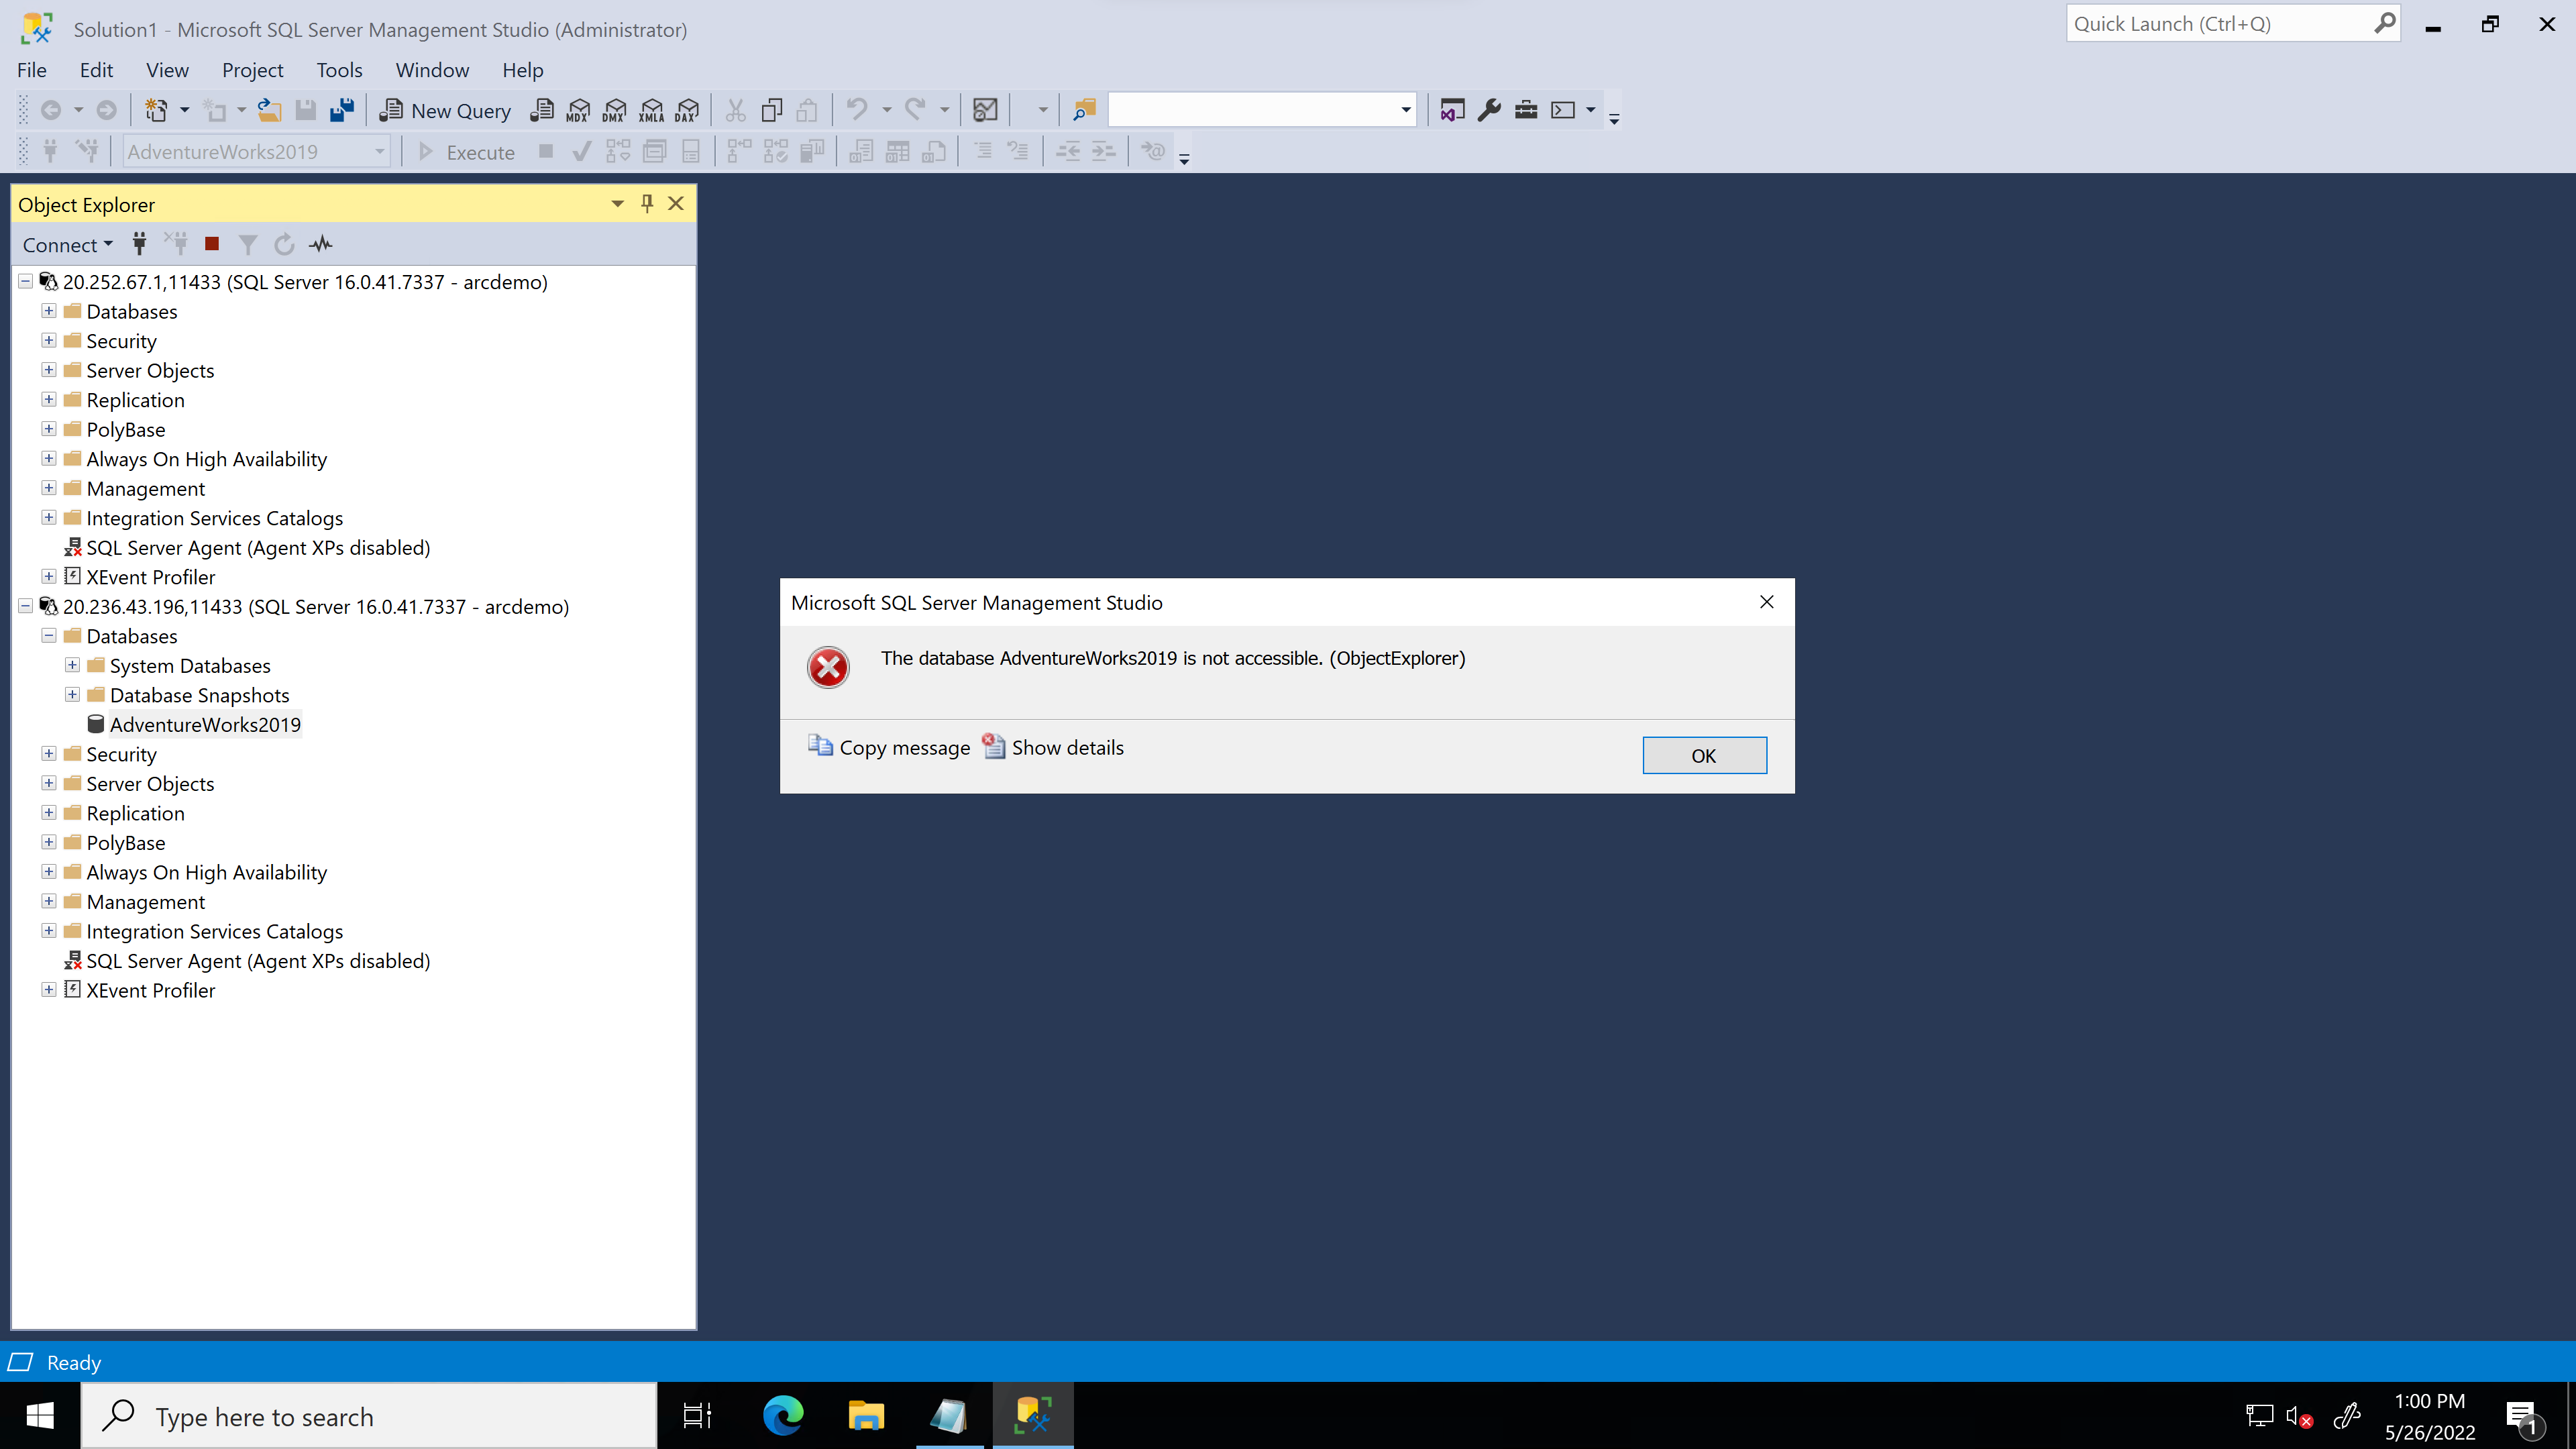 Solution1 - Microsoft SQL Server Management Studio (Administrator)
Quick Launch (Ctrl+Q)
File Edit View Project Tools Window Help
New Query MDX DMX XMLA DAX
AdventureWorks2019 Execute
Object Explorer
Connect
20.252.67.1,11433 (SQL Server 16.0.41.7337 - arcdemo)
Databases
Security
Server Objects
Replication
PolyBase
Always On High Availability
Management
Integration Services Catalogs
SQL Server Agent (Agent XPs disabled)
XEvent Profiler
20.236.43.196,11433 (SQL Server 16.0.41.7337 - arcdemo)
Databases
System Databases
Database Snapshots
AdventureWorks2019
Security
Server Objects
Replication
PolyBase
Always On High Availability
Management
Integration Services Catalogs
SQL Server Agent (Agent XPs disabled)
XEvent Profiler
Microsoft SQL Server Management Studio
The database AdventureWorks2019 is not accessible. (ObjectExplorer)
Copy message Show details OK
Ready
Type here to search
1:00 PM
5/26/2022
1